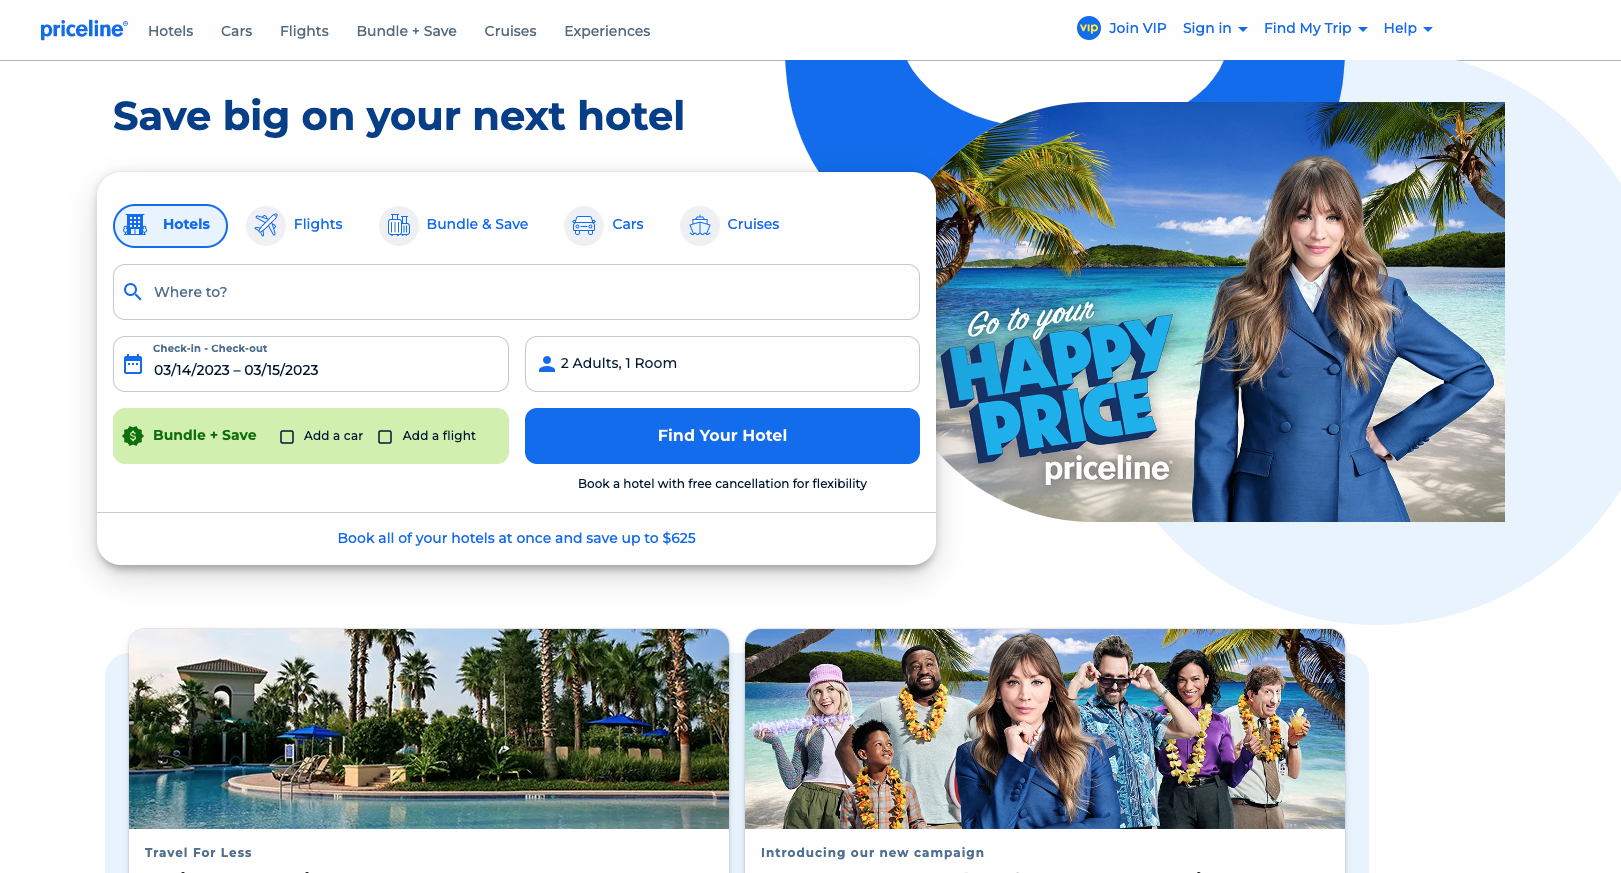 priceline®
Hotels
Cars
Flights
Bundle + Save
Cruises
Experiences
vip Join VIP
Sign in
Find My Trip
Help
Save big on your next hotel
Hotels
Flights
Bundle & Save
Cars
Cruises
Where to?
Check-in - Check-out
03/14/2023 – 03/15/2023
2 Adults, 1 Room
Bundle + Save
Add a car
Add a flight
Find Your Hotel
Book a hotel with free cancellation for flexibility
Book all of your hotels at once and save up to $625
Go to your
HAPPY
PRICE
priceline®
Travel For Less
Introducing our new campaign